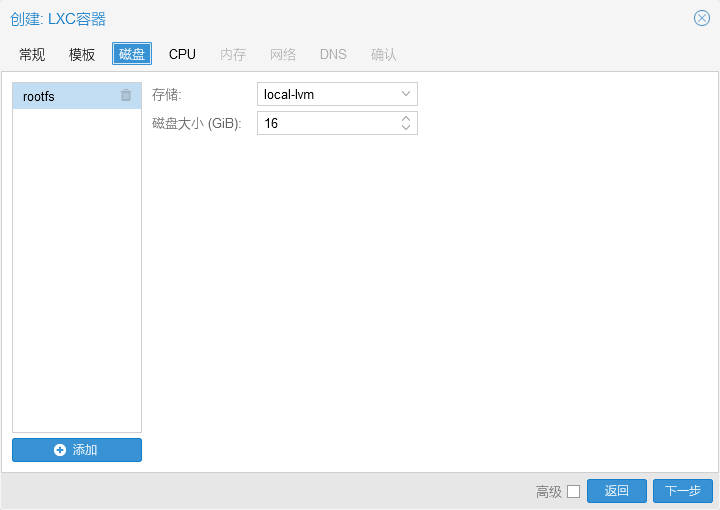 创建: LXC容器
常规 模板 磁盘 CPU 内存 网络 DNS 确认
rootfs
存储: local-lvm
磁盘大小 (GiB): 16
添加
高级 返回 下一步